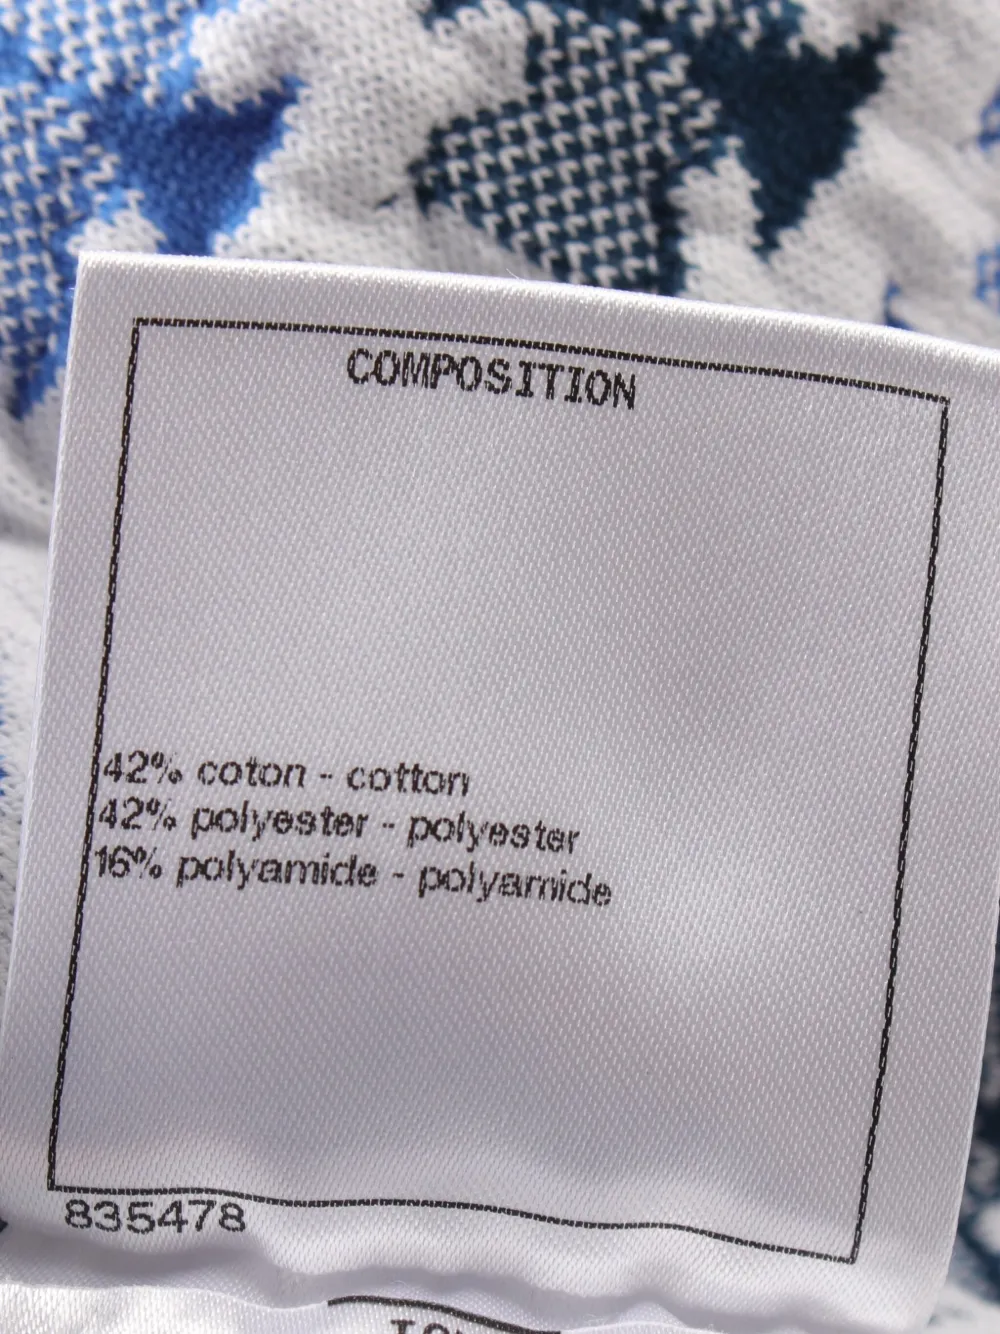 COMPOSITION
42% coton - cotton
42% polyester - polyester
16% polyamide - polyamide
835478